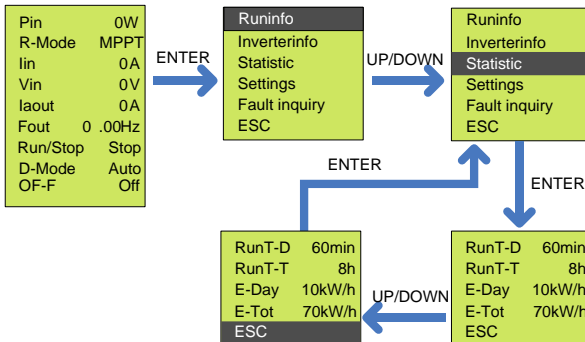 Pin 0W
R-Mode MPPT
Iin 0A
Vin 0V
Iaout 0A
Fout 0 .00Hz
Run/Stop Stop
D-Mode Auto
OF-F Off
ENTER
Runinfo
Inverterinfo
Statistic
Settings
Fault inquiry
ESC
UP/DOWN
Runinfo
Inverterinfo
Statistic
Settings
Fault inquiry
ESC
ENTER
ENTER
RunT-D 60min
RunT-T 8h
E-Day 10kW/h
E-Tot 70kW/h
ESC
UP/DOWN
RunT-D 60min
RunT-T 8h
E-Day 10kW/h
E-Tot 70kW/h
ESC